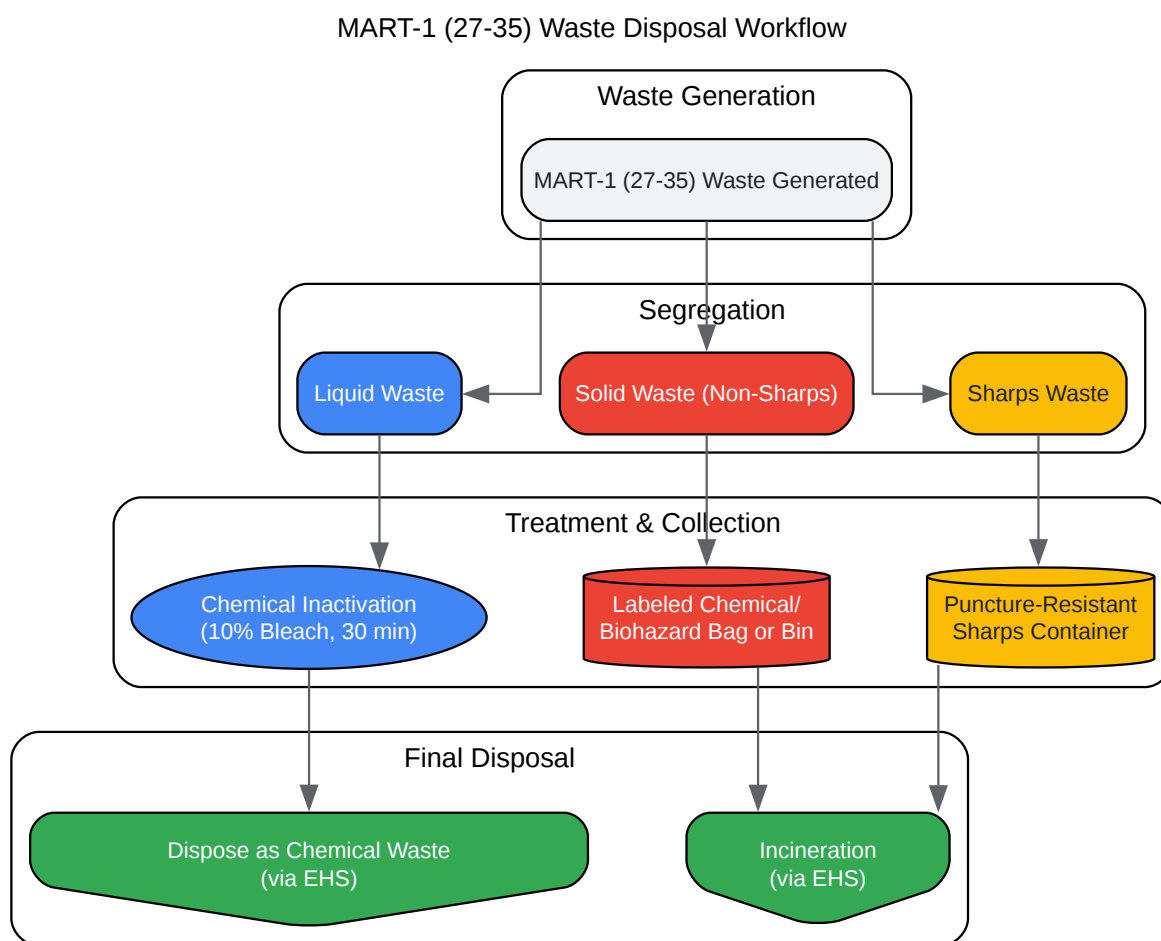 MART-1 (27-35) Waste Disposal Workflow
Waste Generation
MART-1 (27-35) Waste Generated
Segregation
Liquid Waste
Solid Waste (Non-Sharps)
Sharps Waste
Treatment & Collection
Chemical Inactivation
(10% Bleach, 30 min)
Labeled Chemical/
Biohazard Bag or Bin
Puncture-Resistant
Sharps Container
Final Disposal
Dispose as Chemical Waste
(via EHS)
Incineration
(via EHS)